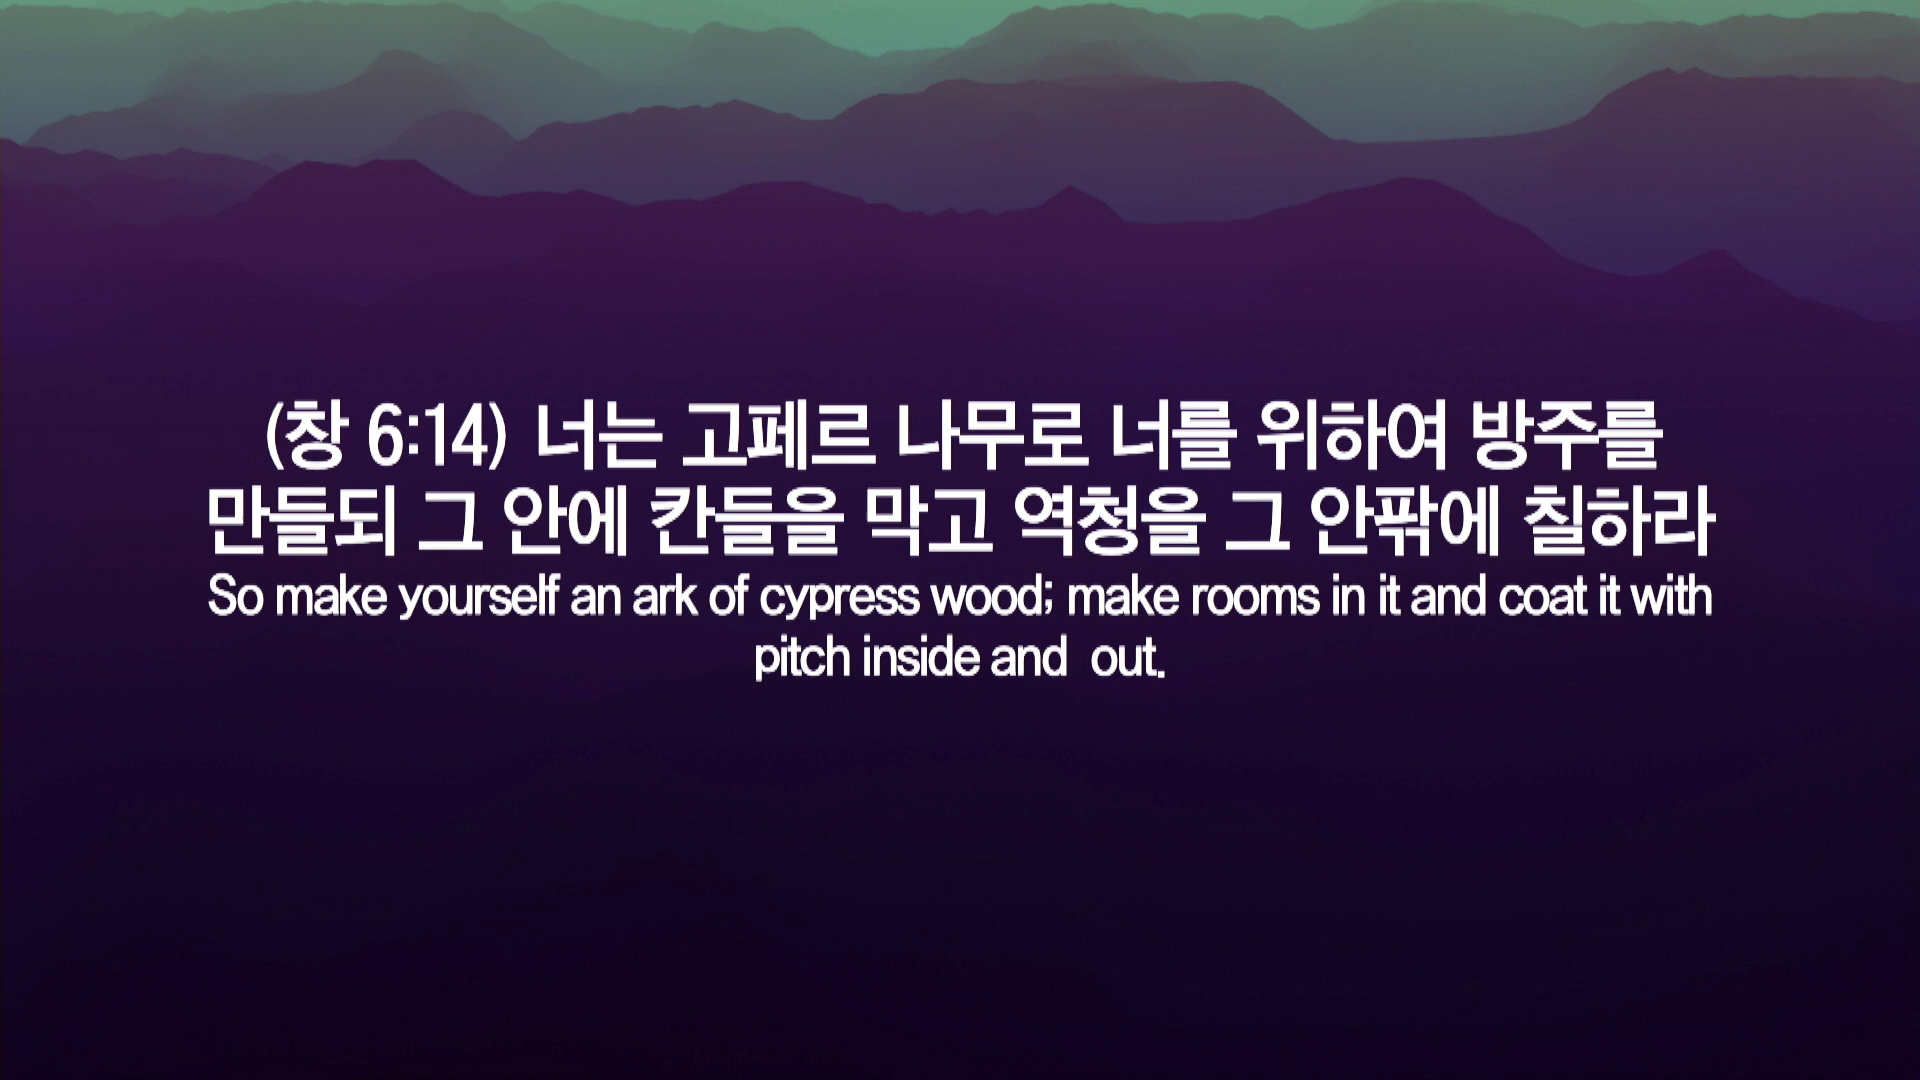 (창 6:14) 너는 고페르 나무로 너를 위하여 방주를
만들되 그 안에 칸들을 막고 역청을 그 안팎에 칠하라
So make yourself an ark of cypress wood; make rooms in it and coat it with
pitch inside and  out.